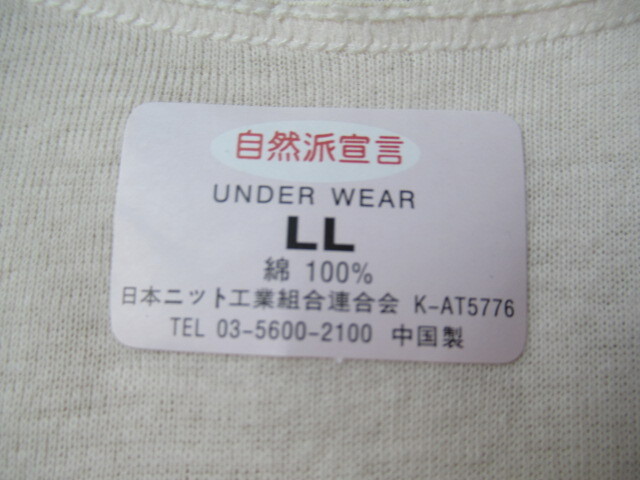 自然派宣言
UNDER WEAR
LL
綿 100%
日本ニット工業組合連合会 K-AT5776
TEL 03-5600-2100 中国製